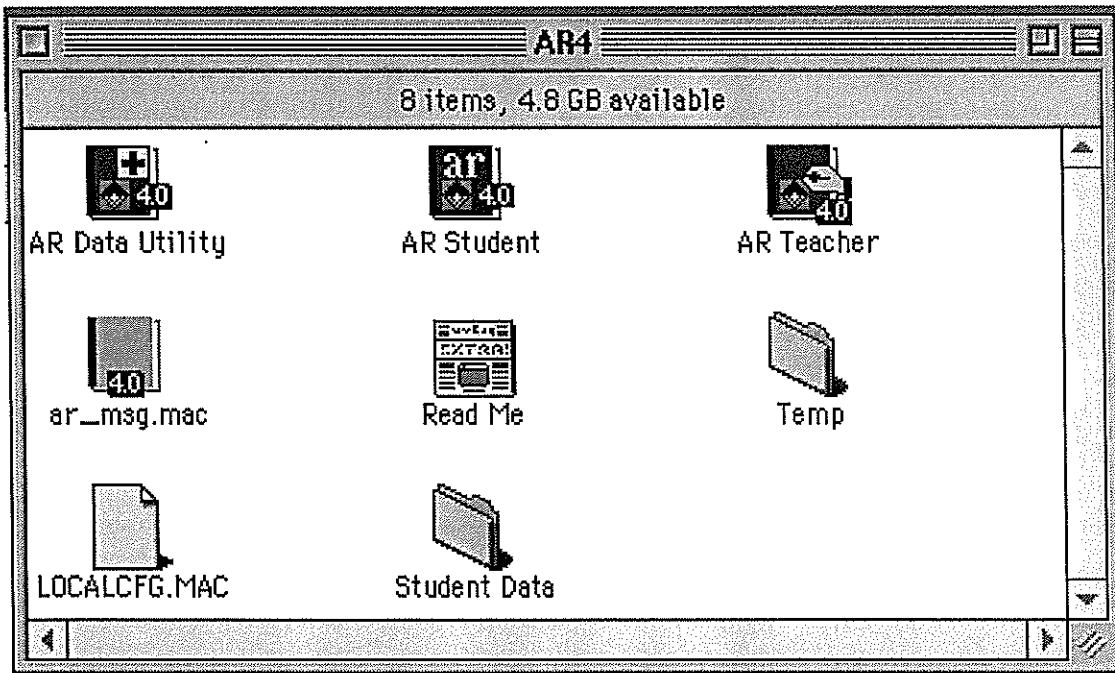 AR4
8 items, 4.8 GB available
4.0
ar 4.0
4.0
AR Data Utility
AR Student
AR Teacher
4.0
EXTRA!
ar_msg.mac
Read Me
Temp
LOCALCFG.MAC
Student Data